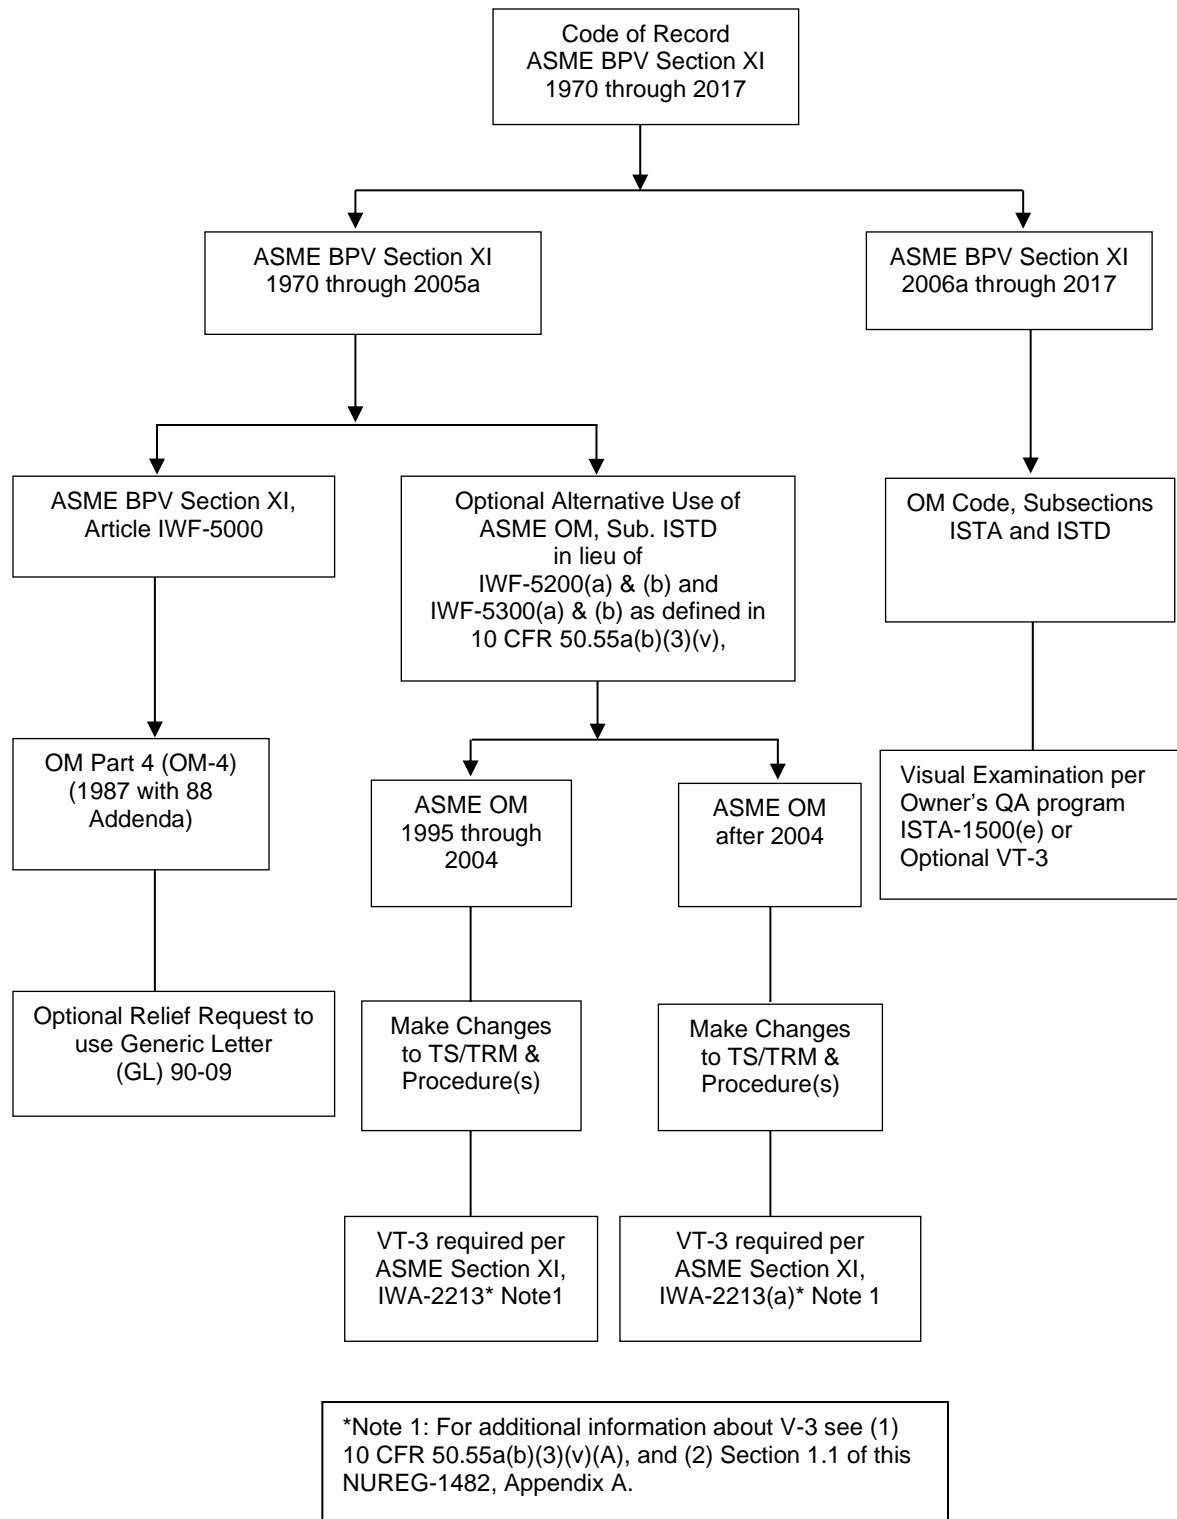 Code of Record
ASME BPV Section XI
1970 through 2017
ASME BPV Section XI
1970 through 2005a
ASME BPV Section XI
2006a through 2017
ASME BPV Section XI,
Article IWF-5000
Optional Alternative Use of
ASME OM, Sub. ISTD
in lieu of
IWF-5200(a) & (b) and
IWF-5300(a) & (b) as defined in
10 CFR 50.55a(b)(3)(v),
OM Code, Subsections
ISTA and ISTD
OM Part 4 (OM-4)
(1987 with 88
Addenda)
ASME OM
1995 through
2004
ASME OM
after 2004
Visual Examination per
Owner's QA program
ISTA-1500(e) or
Optional VT-3
Optional Relief Request to
use Generic Letter
(GL) 90-09
Make Changes
to TS/TRM &
Procedure(s)
Make Changes
to TS/TRM &
Procedure(s)
VT-3 required per
ASME Section XI,
IWA-2213* Note1
VT-3 required per
ASME Section XI,
IWA-2213(a)* Note 1
*Note 1: For additional information about V-3 see (1)
10 CFR 50.55a(b)(3)(v)(A), and (2) Section 1.1 of this
NUREG-1482, Appendix A.